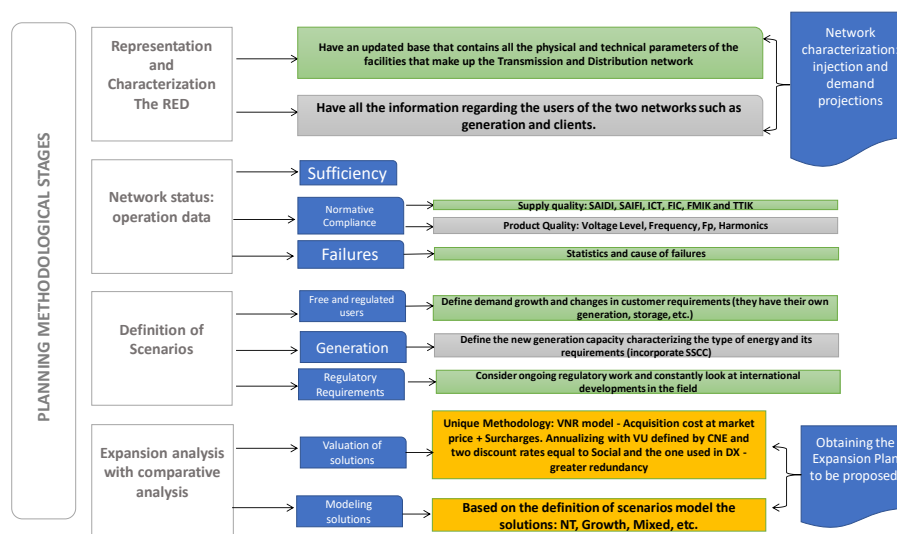 PLANNING METHODOLOGICAL STAGES
Representation
and
Characterization
The RED
Have an updated base that contains all the physical and technical parameters of the
facilities that make up the Transmission and Distribution network
Have all the information regarding the users of the two networks such as
generation and clients.
Network
characterization:
injection and
demand
projections
Network status:
operation data
Sufficiency
Normative
Compliance
Supply quality: SAIDI, SAIFI, ICT, FIC, FMIK and TTIK
Product Quality: Voltage Level, Frequency, Fp, Harmonics
Failures
Statistics and cause of failures
Definition of
Scenarios
Free and regulated
users
Define demand growth and changes in customer requirements (they have their own
generation, storage, etc.)
Generation
Define the new generation capacity characterizing the type of energy and its
requirements (incorporate SSCC)
Regulatory
Requirements
Consider ongoing regulatory work and constantly look at international
developments in the field
Expansion analysis
with comparative
analysis
Valuation of
solutions
Unique Methodology: VNR model - Acquisition cost at market
price + Surcharges. Annualizing with VU defined by CNE and
two discount rates equal to Social and the one used in DX -
greater redundancy
Modeling
solutions
Based on the definition of scenarios model the
solutions: NT, Growth, Mixed, etc.
Obtaining the
Expansion Plan
to be proposed